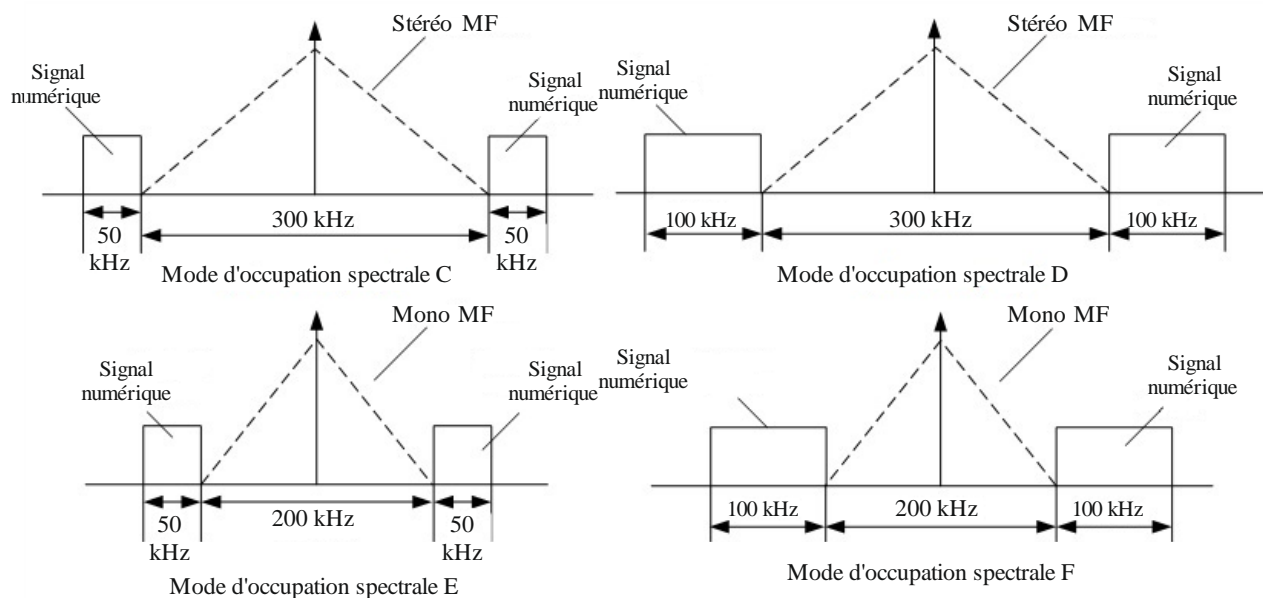 Stéréo MF
Signal
numérique
Signal
numérique
50
kHz
300 kHz
50
kHz
Mode d'occupation spectrale C
Stéréo MF
Signal
numérique
Signal
numérique
100 kHz
300 kHz
100 kHz
Mode d'occupation spectrale D
Mono MF
Signal
numérique
Signal
numérique
50
kHz
200 kHz
50
kHz
Mode d'occupation spectrale E
Mono MF
Signal
numérique
Signal
numérique
100 kHz
200 kHz
100 kHz
Mode d'occupation spectrale F